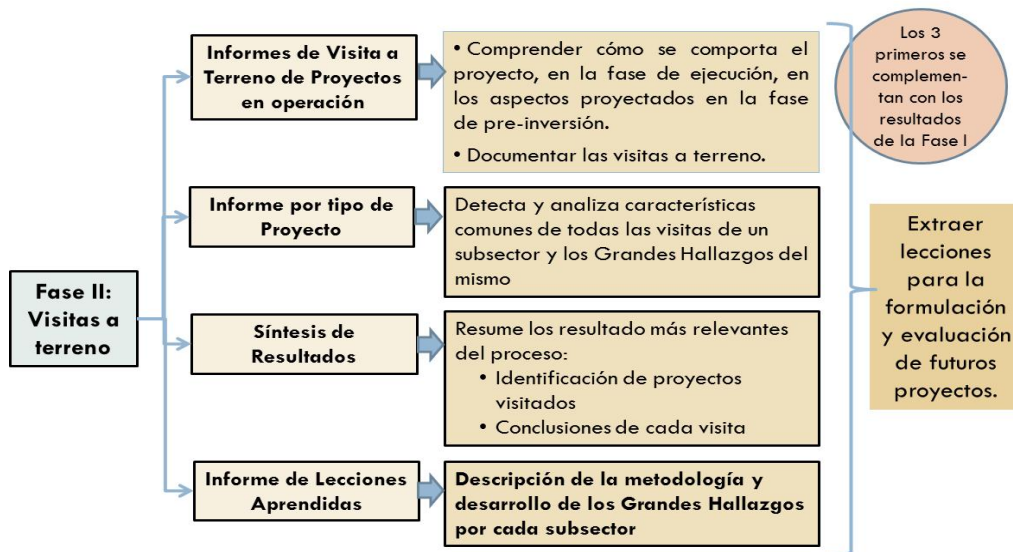 Fase II:
Visitas a
terreno
Informes de Visita a
Terreno de Proyectos
en operación
• Comprender cómo se comporta el
proyecto, en la fase de ejecución, en
los aspectos proyectados en la fase
de pre-inversión.
• Documentar las visitas a terreno.
Informe por tipo de
Proyecto
Detecta y analiza características
comunes de todas las visitas de un
subsector y los Grandes Hallazgos del
mismo
Síntesis de
Resultados
Resume los resultado más relevantes
del proceso:
• Identificación de proyectos
visitados
• Conclusiones de cada visita
Informe de Lecciones
Aprendidas
Descripción de la metodología y
desarrollo de los Grandes Hallazgos
por cada subsector
Los 3
primeros se
complemen-
tan con los
resultados
de la Fase I
Extraer
lecciones
para la
formulación
y evaluación
de futuros
proyectos.